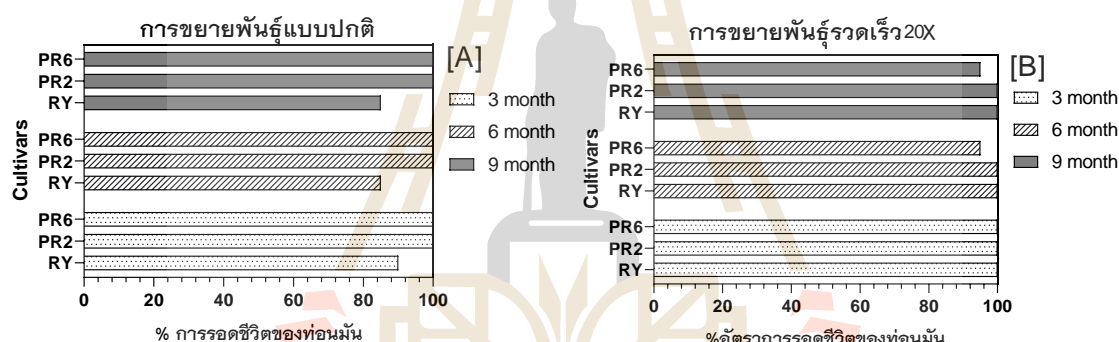 การขยายพันธุ์แบบปกติ
[A]
PR6
PR2
RY
PR6
PR2
RY
PR6
PR2
RY
Cultivars
3 month
6 month
9 month
0 20 40 60 80 100
% การรอดชีวิตของท่อนมัน
การขยายพันธุ์รวดเร็ว20X
[B]
PR6
PR2
RY
PR6
PR2
RY
PR6
PR2
RY
Cultivars
3 month
6 month
9 month
0 20 40 60 80 100
%อัตราการรอดชีวิตของท่อนมัน